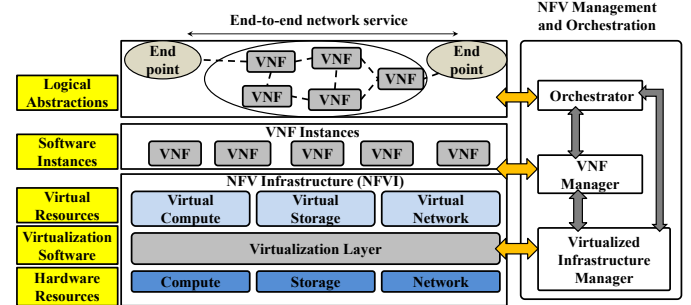 End-to-end network service
NFV Management
and Orchestration
End
point
VNF
VNF
VNF
VNF
VNF
End
point
Logical
Abstractions
Orchestrator
VNF Instances
Software
Instances
VNF
VNF
VNF
VNF
VNF
VNF
Manager
NFV Infrastructure (NFVI)
Virtual
Resources
Virtual
Compute
Virtual
Storage
Virtual
Network
Virtualization
Software
Virtualization Layer
Virtualized
Infrastructure
Manager
Hardware
Resources
Compute
Storage
Network